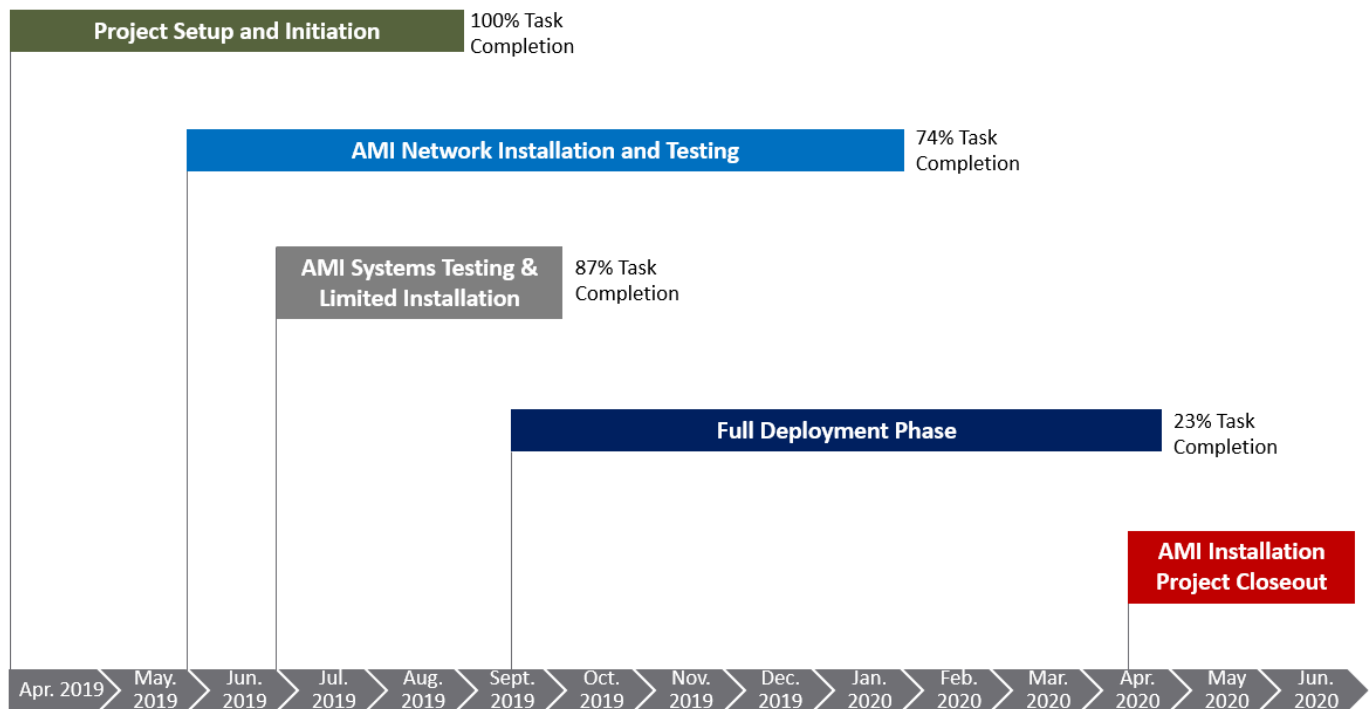 Project Setup and Initiation
100% Task
Completion
AMI Network Installation and Testing
74% Task
Completion
AMI Systems Testing &
Limited Installation
87% Task
Completion
Full Deployment Phase
23% Task
Completion
AMI Installation
Project Closeout
Apr. 2019
May.
2019
Jun.
2019
Jul.
2019
Aug.
2019
Sept.
2019
Oct.
2019
Nov.
2019
Dec.
2019
Jan.
2020
Feb.
2020
Mar.
2020
Apr.
2020
May
2020
Jun.
2020